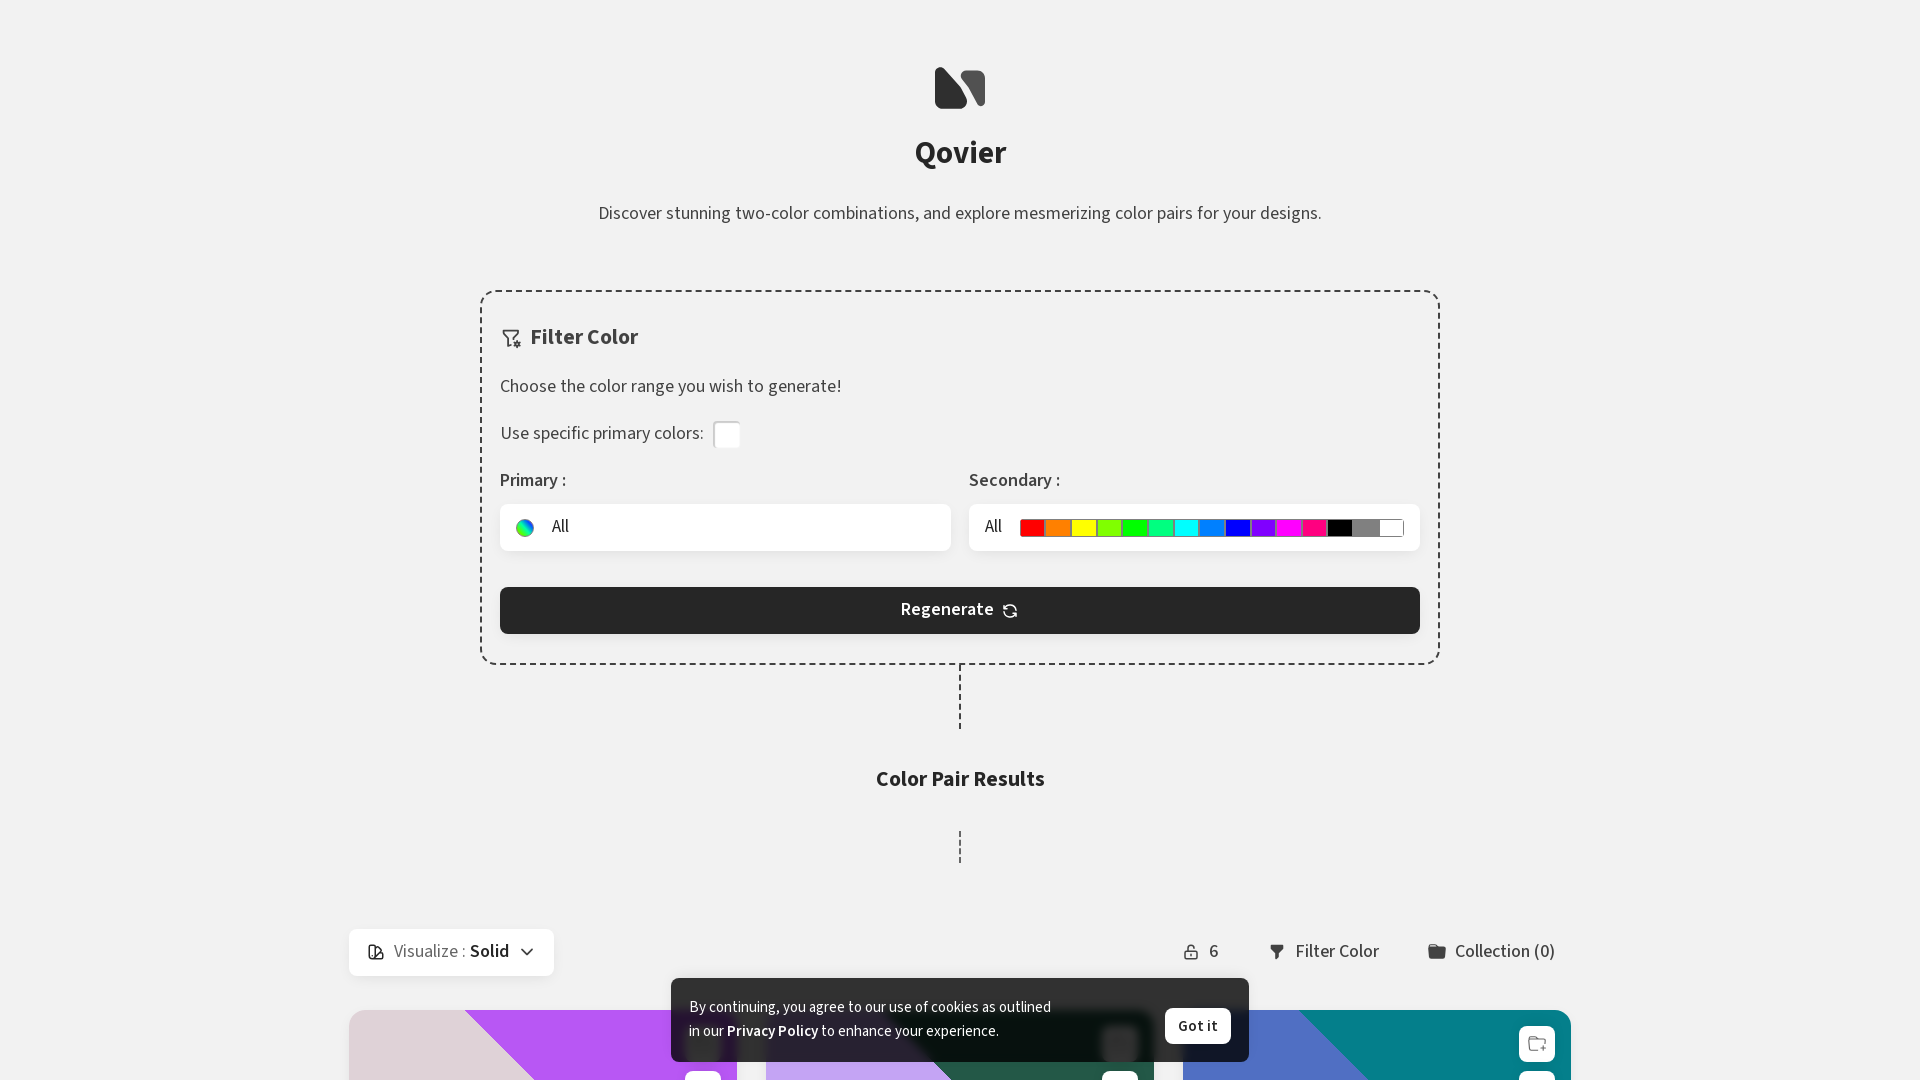 Qovier
Discover stunning two-color combinations, and explore mesmerizing color pairs for your designs.
Filter Color
Choose the color range you wish to generate!
Use specific primary colors:
Primary :
Secondary :
All
All
Regenerate
Color Pair Results
Visualize : Solid
6
Filter Color
Collection (0)
By continuing, you agree to our use of cookies as outlined
in our Privacy Policy to enhance your experience.
Got it